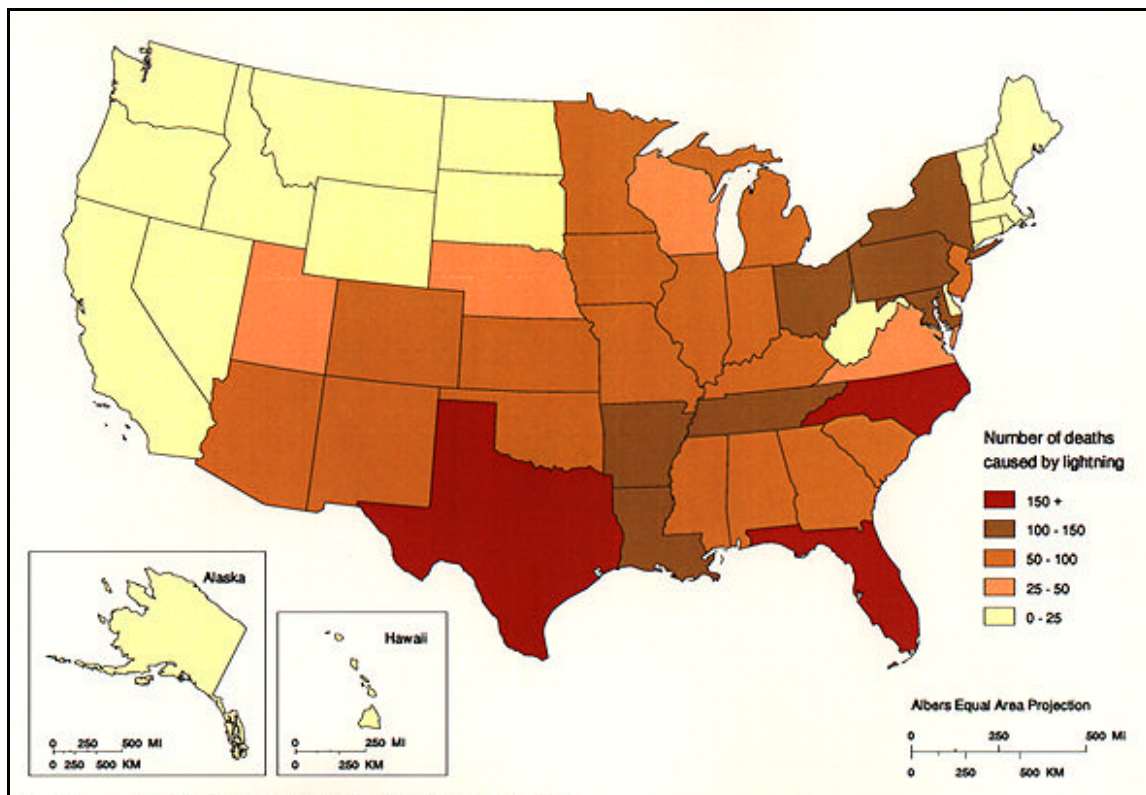 Number of deaths
caused by lightning
150 +
100 - 150
50 - 100
25 - 50
0 - 25
Alaska
0 250 500 MI
0 250 500 KM
Hawaii
0 250 MI
0 250 KM
Albers Equal Area Projection
0 250 500 MI
0 250 500 KM